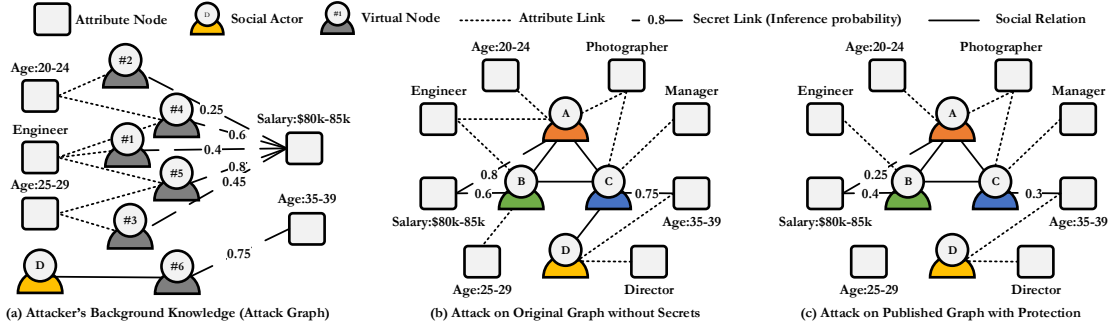 Attribute Node
D
Social Actor
#1
Virtual Node
Attribute Link
0.8
Secret Link (Inference probability)
Social Relation
Age:20-24
#2
Engineer
#4
#1
Age:25-29
#5
#3
D
#6
0.25
0.6
0.4
0.8
0.45
0.75
Salary:$80k-85k
Age:35-39
(a) Attacker's Background Knowledge (Attack Graph)
Age:20-24
Photographer
Engineer
Manager
A
B
C
D
0.8
0.6
0.75
Salary:$80k-85k
Age:35-39
Age:25-29
Director
(b) Attack on Original Graph without Secrets
Age:20-24
Photographer
Engineer
Manager
A
B
C
D
0.25
0.4
0.3
Salary:$80k-85k
Age:35-39
Age:25-29
Director
(c) Attack on Published Graph with Protection